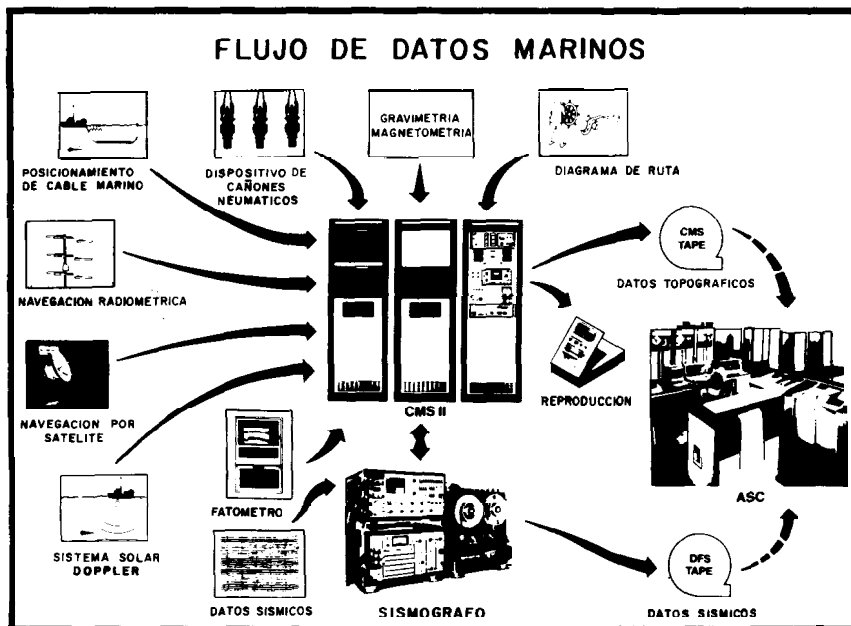 FLUJO DE DATOS MARINOS
POSICIONAMIENTO
DE CABLE MARINO
DISPOSITIVO DE
CAÑONES
NEUMATICOS
GRAVIMETRIA
MAGNETOMETRIA
DIAGRAMA DE RUTA
NAVEGACION RADIOMETRICA
CMS
TAPE
DATOS TOPOGRAFICOS
NAVEGACION POR
SATELITE
CMS II
REPRODUCCION
ASC
FATOMETRO
SISTEMA SOLAR
DOPPLER
DATOS SISMICOS
SISMOGRAFO
DFS
TAPE
DATOS SISMICOS